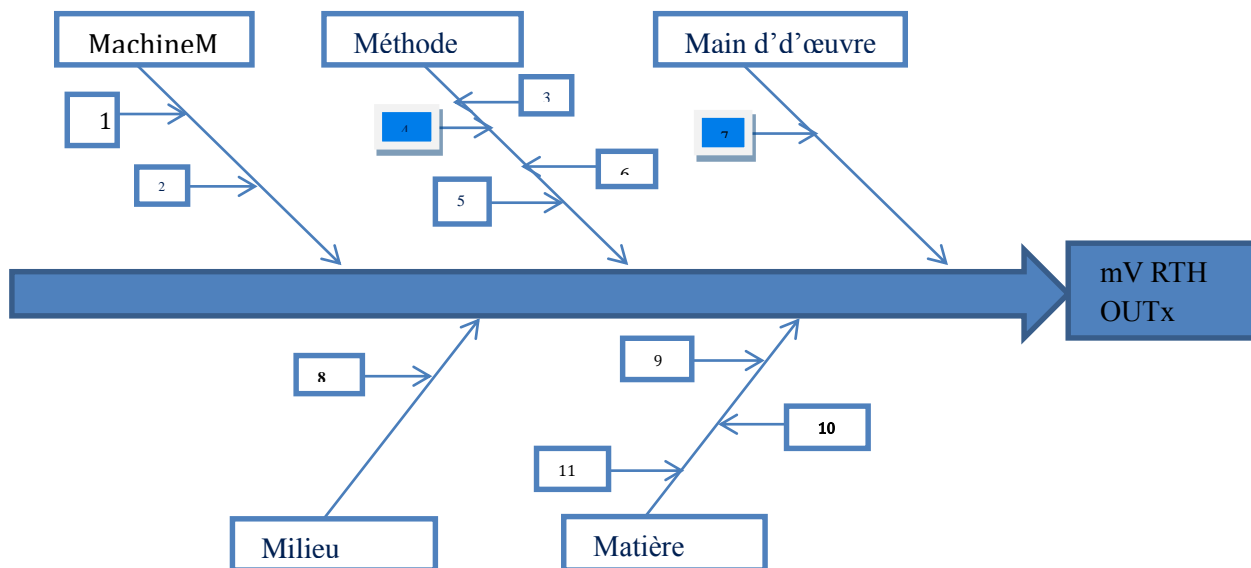 MachineM
Méthode
Main d’d’œuvre
1
2
3
4
6
5
7
mV RTH
OUTx
8
9
10
11
Milieu
Matière